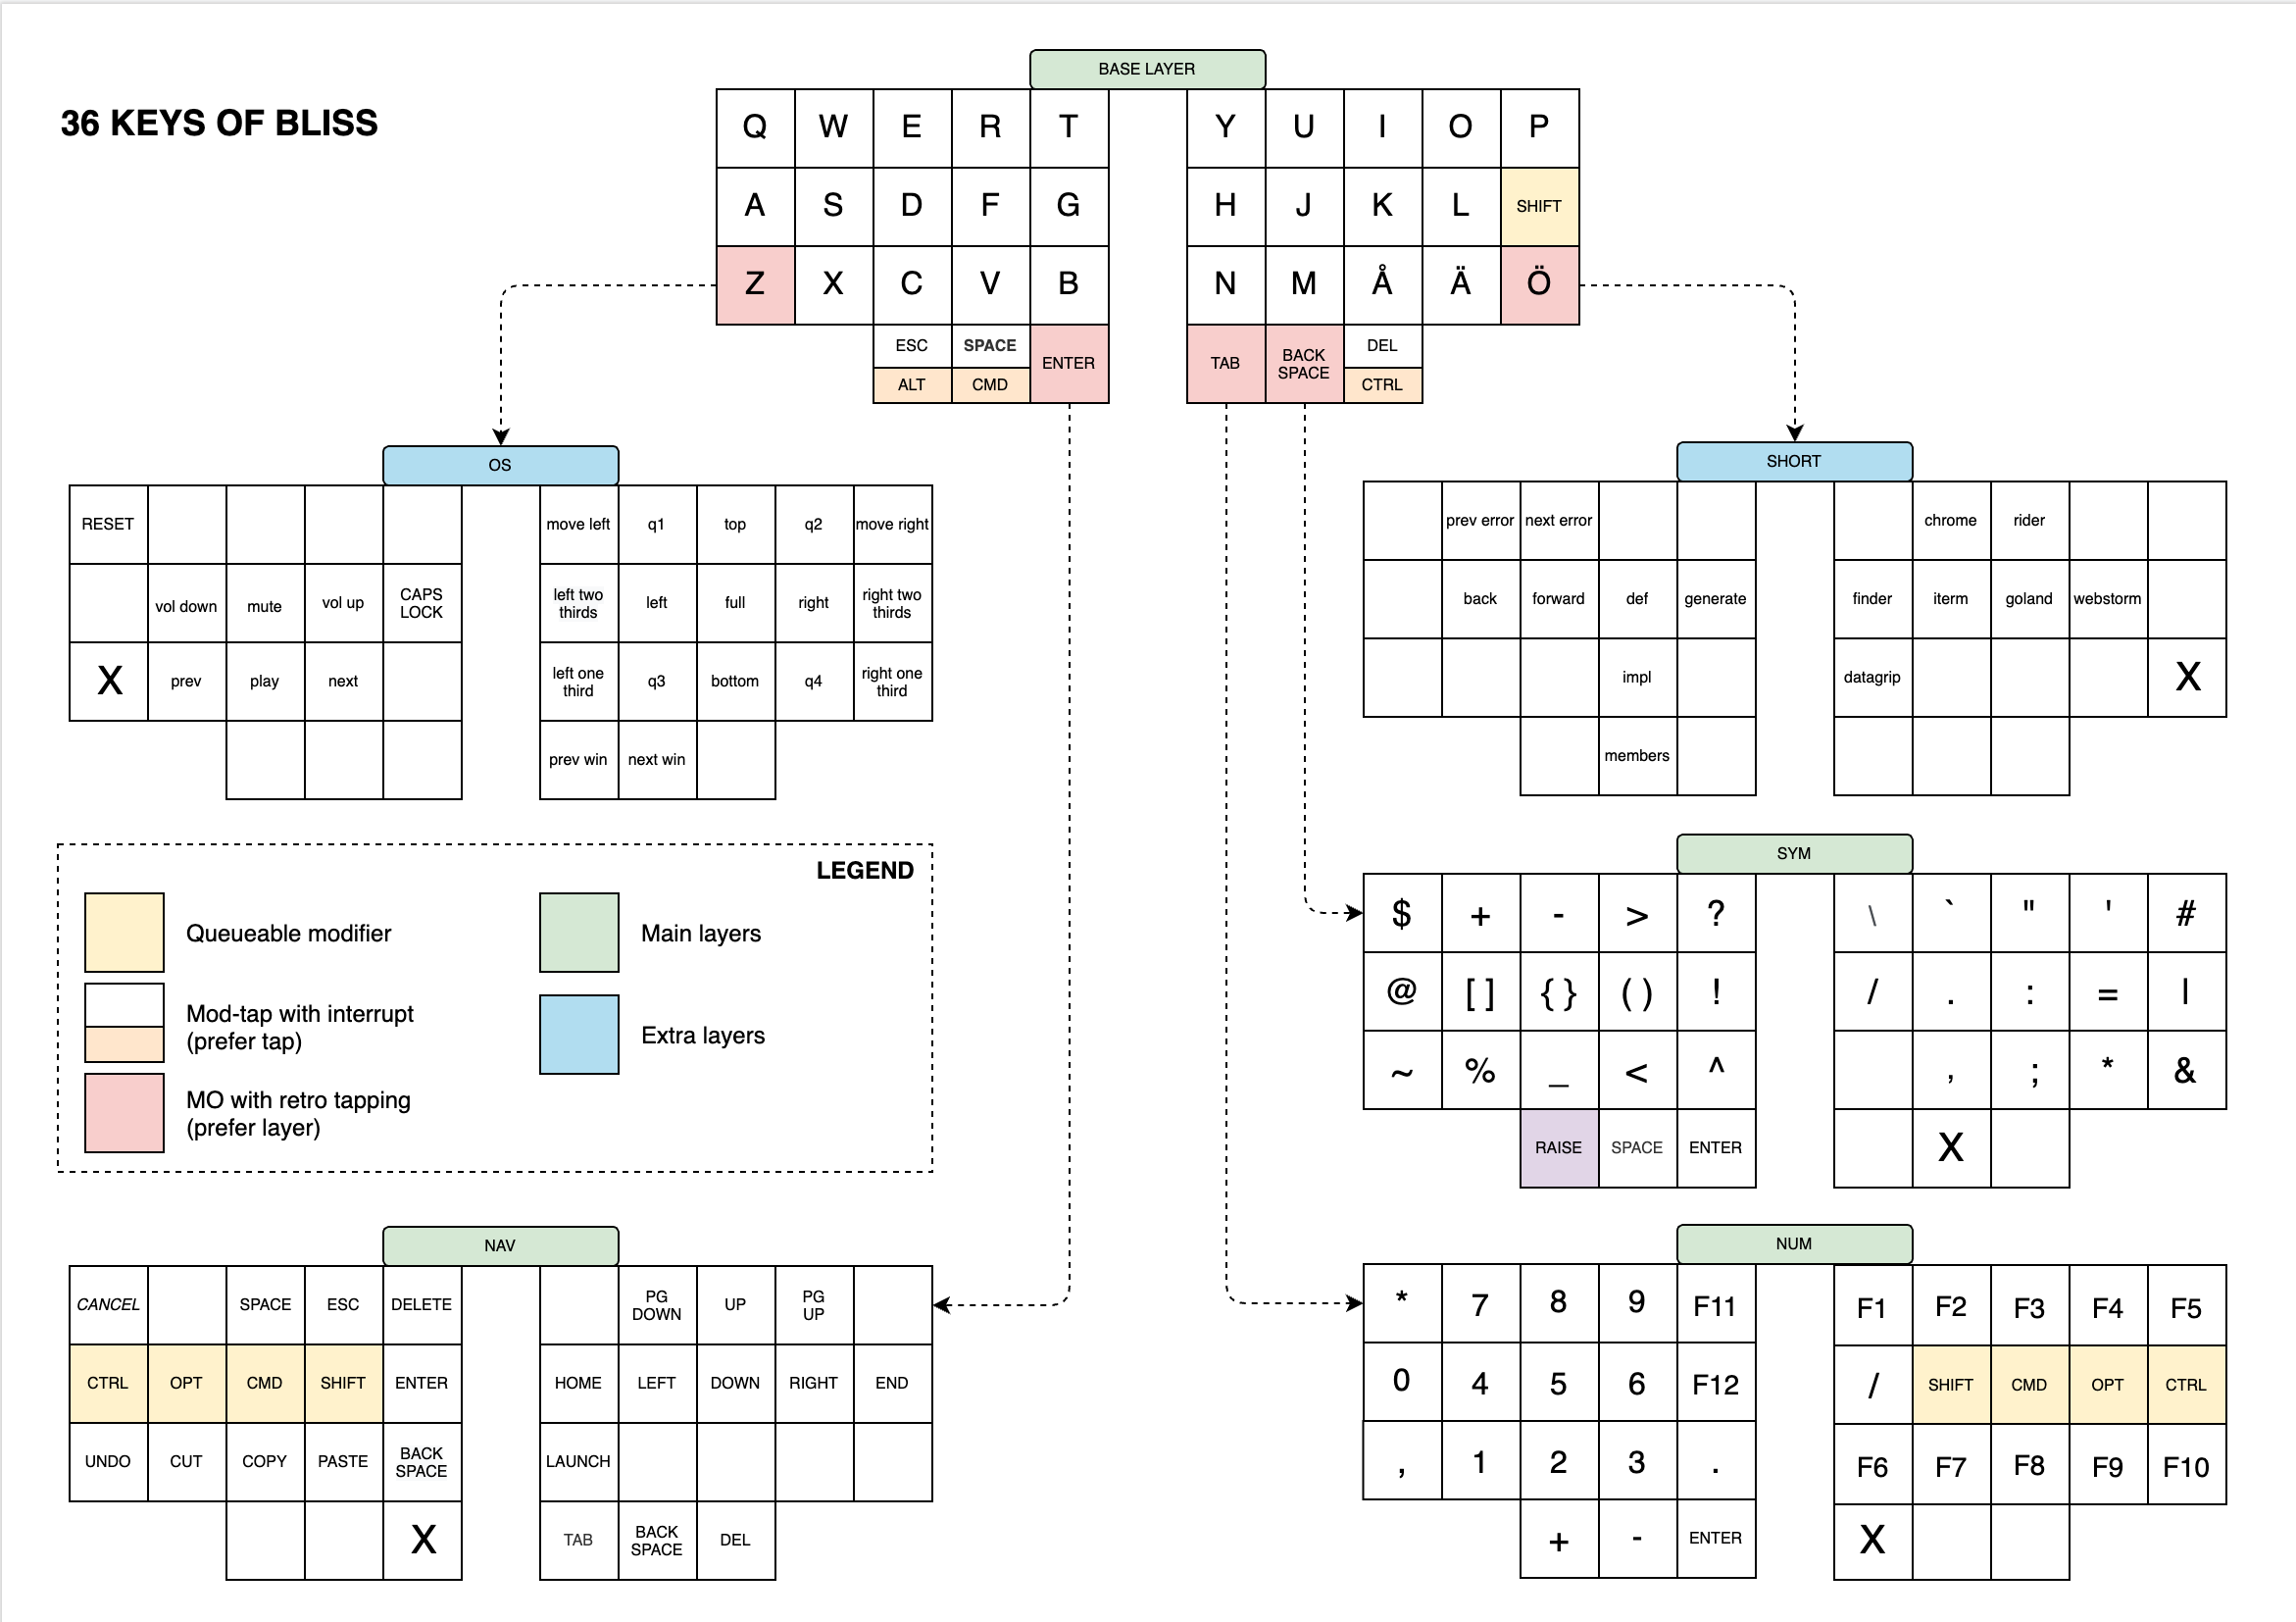 BASE LAYER
36 KEYS OF BLISS
Q W E R T Y U I O P
A S D F G H J K L SHIFT
Z X C V B N M Å Ä Ö
ESC SPACE ENTER TAB BACK SPACE DEL
ALT CMD CTRL
OS
RESET move left q1 top q2 move right
vol down mute vol up CAPS LOCK left two thirds left full right right two thirds
X prev play next left one third q3 bottom q4 right one third
prev win next win
SHORT
prev error next error chrome rider
back forward def generate finder iterm goland webstorm
impl datagrip X
members
LEGEND
Queueable modifier
Main layers
Mod-tap with interrupt
(prefer tap)
Extra layers
MO with retro tapping
(prefer layer)
SYM
$ + - > ? \ ` " ' #
@ [ ] { } ( ) ! / . : = |
~ % _ < ^ , ; * &
RAISE SPACE ENTER X
NAV
CANCEL SPACE ESC DELETE PG DOWN UP PG UP
CTRL OPT CMD SHIFT ENTER HOME LEFT DOWN RIGHT END
UNDO CUT COPY PASTE BACK SPACE LAUNCH
X TAB BACK SPACE DEL
NUM
* 7 8 9 F11 F1 F2 F3 F4 F5
0 4 5 6 F12 / SHIFT CMD OPT CTRL
, 1 2 3 . F6 F7 F8 F9 F10
+ - ENTER X